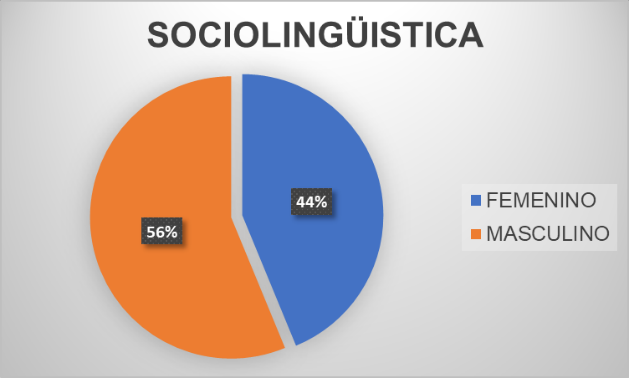 SOCIOLINGÜISTICA
44%
56%
FEMENINO
MASCULINO